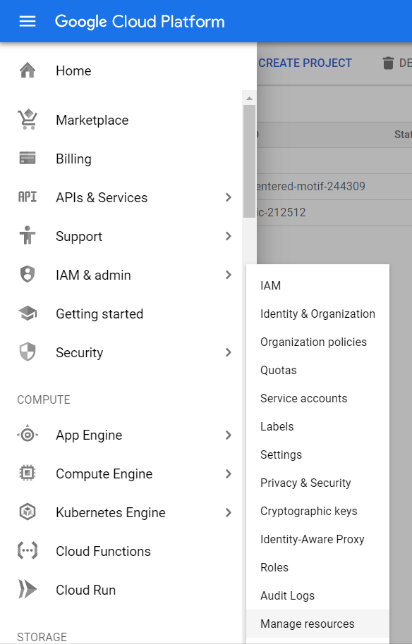 Google Cloud Platform
Home
CREATE PROJECT
Marketplace
Billing
entered-motif-244309
API APIs & Services
ic-212512
Support
IAM & admin
IAM
Getting started
Identity & Organization
Organization policies
Security
Quotas
COMPUTE
Service accounts
Labels
App Engine
Settings
Compute Engine
Privacy & Security
Kubernetes Engine
Cryptographic keys
Cloud Functions
Identity-Aware Proxy
Roles
Cloud Run
Audit Logs
Manage resources
STORAGE